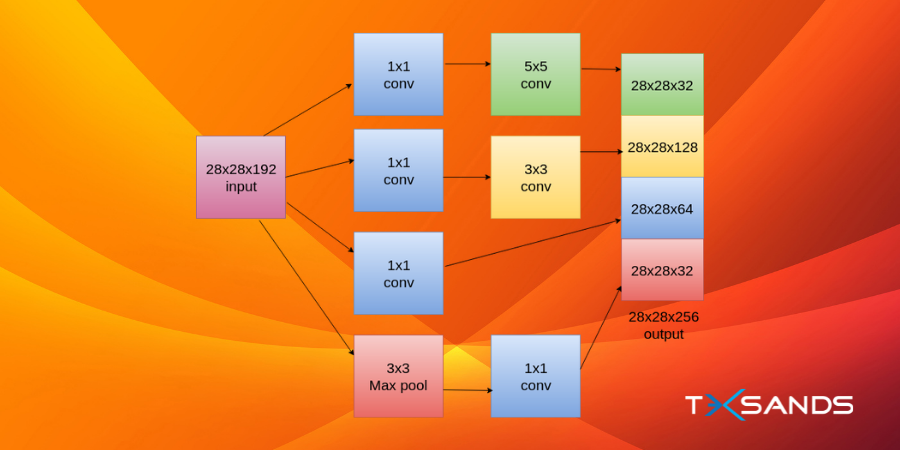 1x1
conv
5x5
conv
28x28x32
28x28x192
input
1x1
conv
3x3
conv
28x28x128
28x28x64
1x1
conv
28x28x32
28x28x256
output
3x3
Max pool
1x1
conv
TXSANDS